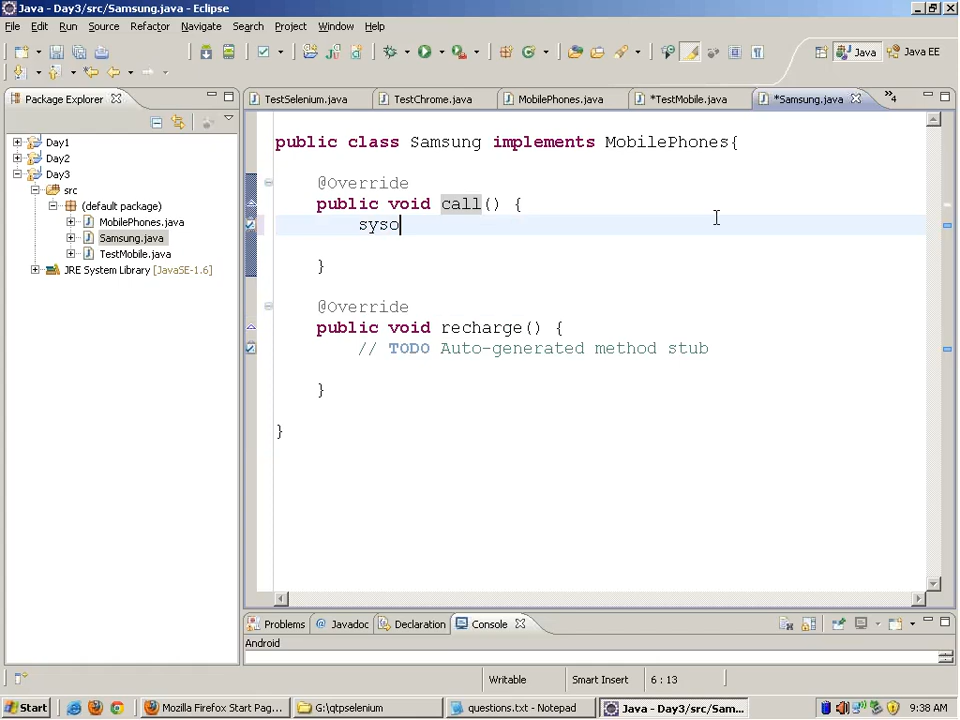 Java - Day3/src/Samsung.java - Eclipse
File Edit Run Source Refactor Navigate Search Project Window Help
Java
Java EE
Package Explorer
TestSelenium.java
TestChrome.java
MobilePhones.java
*TestMobile.java
*Samsung.java
»4
Day1
Day2
Day3
src
(default package)
MobilePhones.java
Samsung.java
TestMobile.java
JRE System Library [JavaSE-1.6]
public class Samsung implements MobilePhones{
@Override
public void call() {
syso
}
@Override
public void recharge() {
// TODO Auto-generated method stub
}
}
Problems
@ Javadoc
Declaration
Console
Android
Writable
Smart Insert
6 : 13
Start
Mozilla Firefox Start Pag...
G:\qtpselenium
questions.txt - Notepad
Java - Day3/src/Sam...
9:38 AM